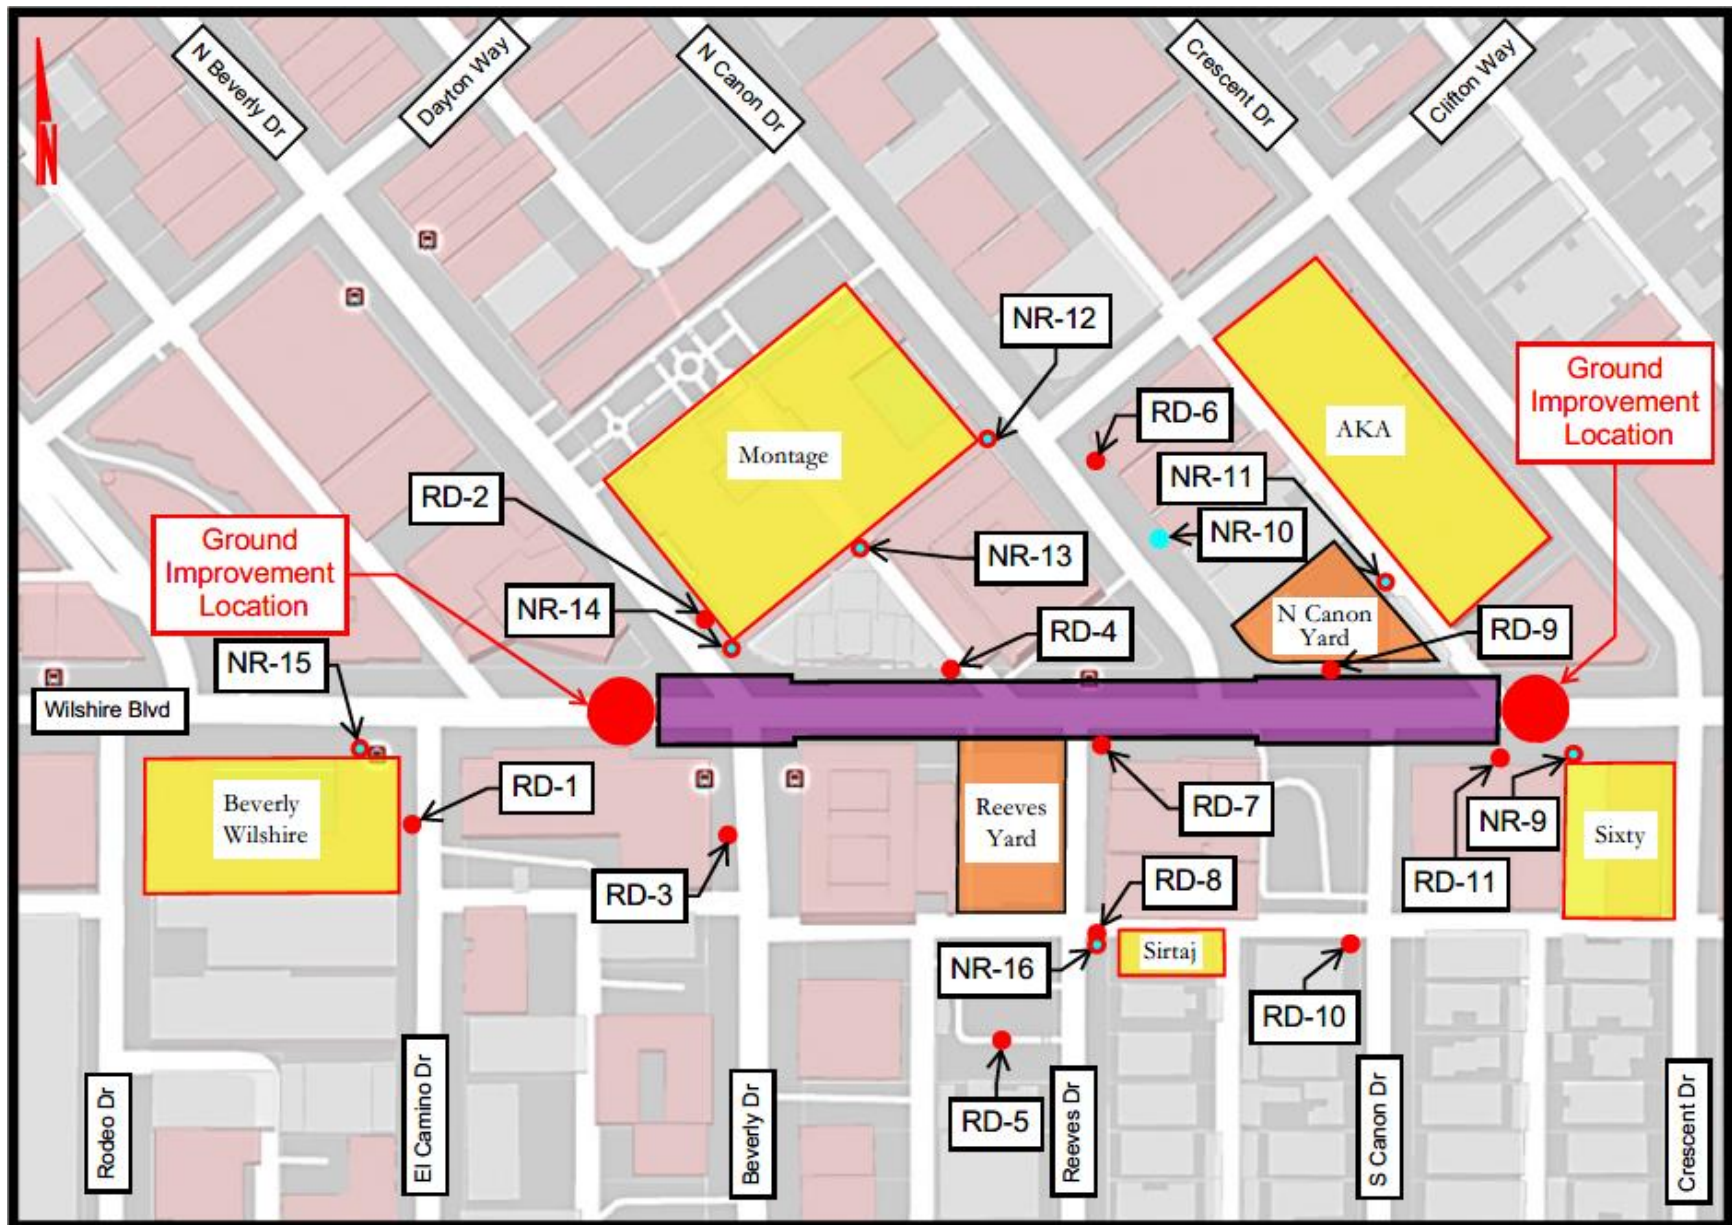 N Beverly Dr
Dayton Way
N Canon Dr
Crescent Dr
Clifton Way
N
NR-12
Ground
Improvement
Location
RD-6
AKA
Montage
NR-11
RD-2
NR-10
Ground
Improvement
Location
NR-13
NR-14
N Canon
Yard
RD-4
RD-9
NR-15
Wilshire Blvd
RD-1
Beverly
Wilshire
Reeves
Yard
RD-7
NR-9
Sixty
RD-3
RD-8
RD-11
NR-16
Sirtaj
RD-10
RD-5
Rodeo Dr
El Camino Dr
Beverly Dr
Reeves Dr
S Canon Dr
Crescent Dr